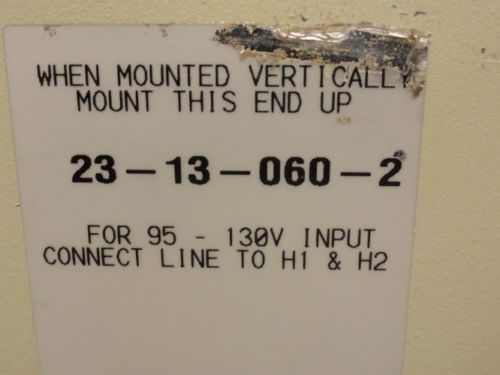 WHEN MOUNTED VERTICALLY
MOUNT THIS END UP
23-13-060-2
FOR 95 - 130V INPUT
CONNECT LINE TO H1 & H2